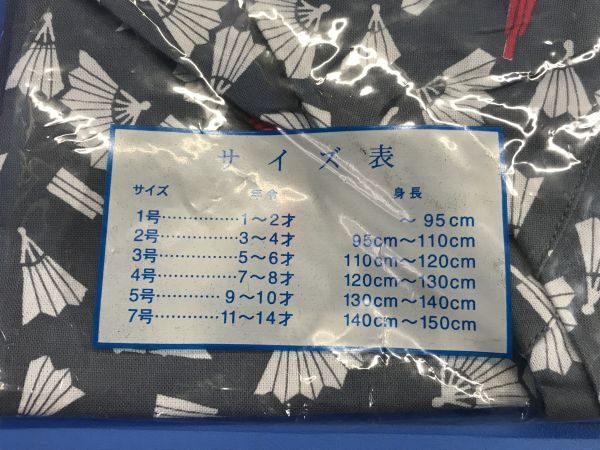 サイズ表
サイズ 年令 身長
1号……………1〜2才 〜 95cm
2号……………3〜4才 95cm〜110cm
3号……………5〜6才 110cm〜120cm
4号……………7〜8才 120cm〜130cm
5号…………9〜10才 130cm〜140cm
7号…………11〜14才 140cm〜150cm